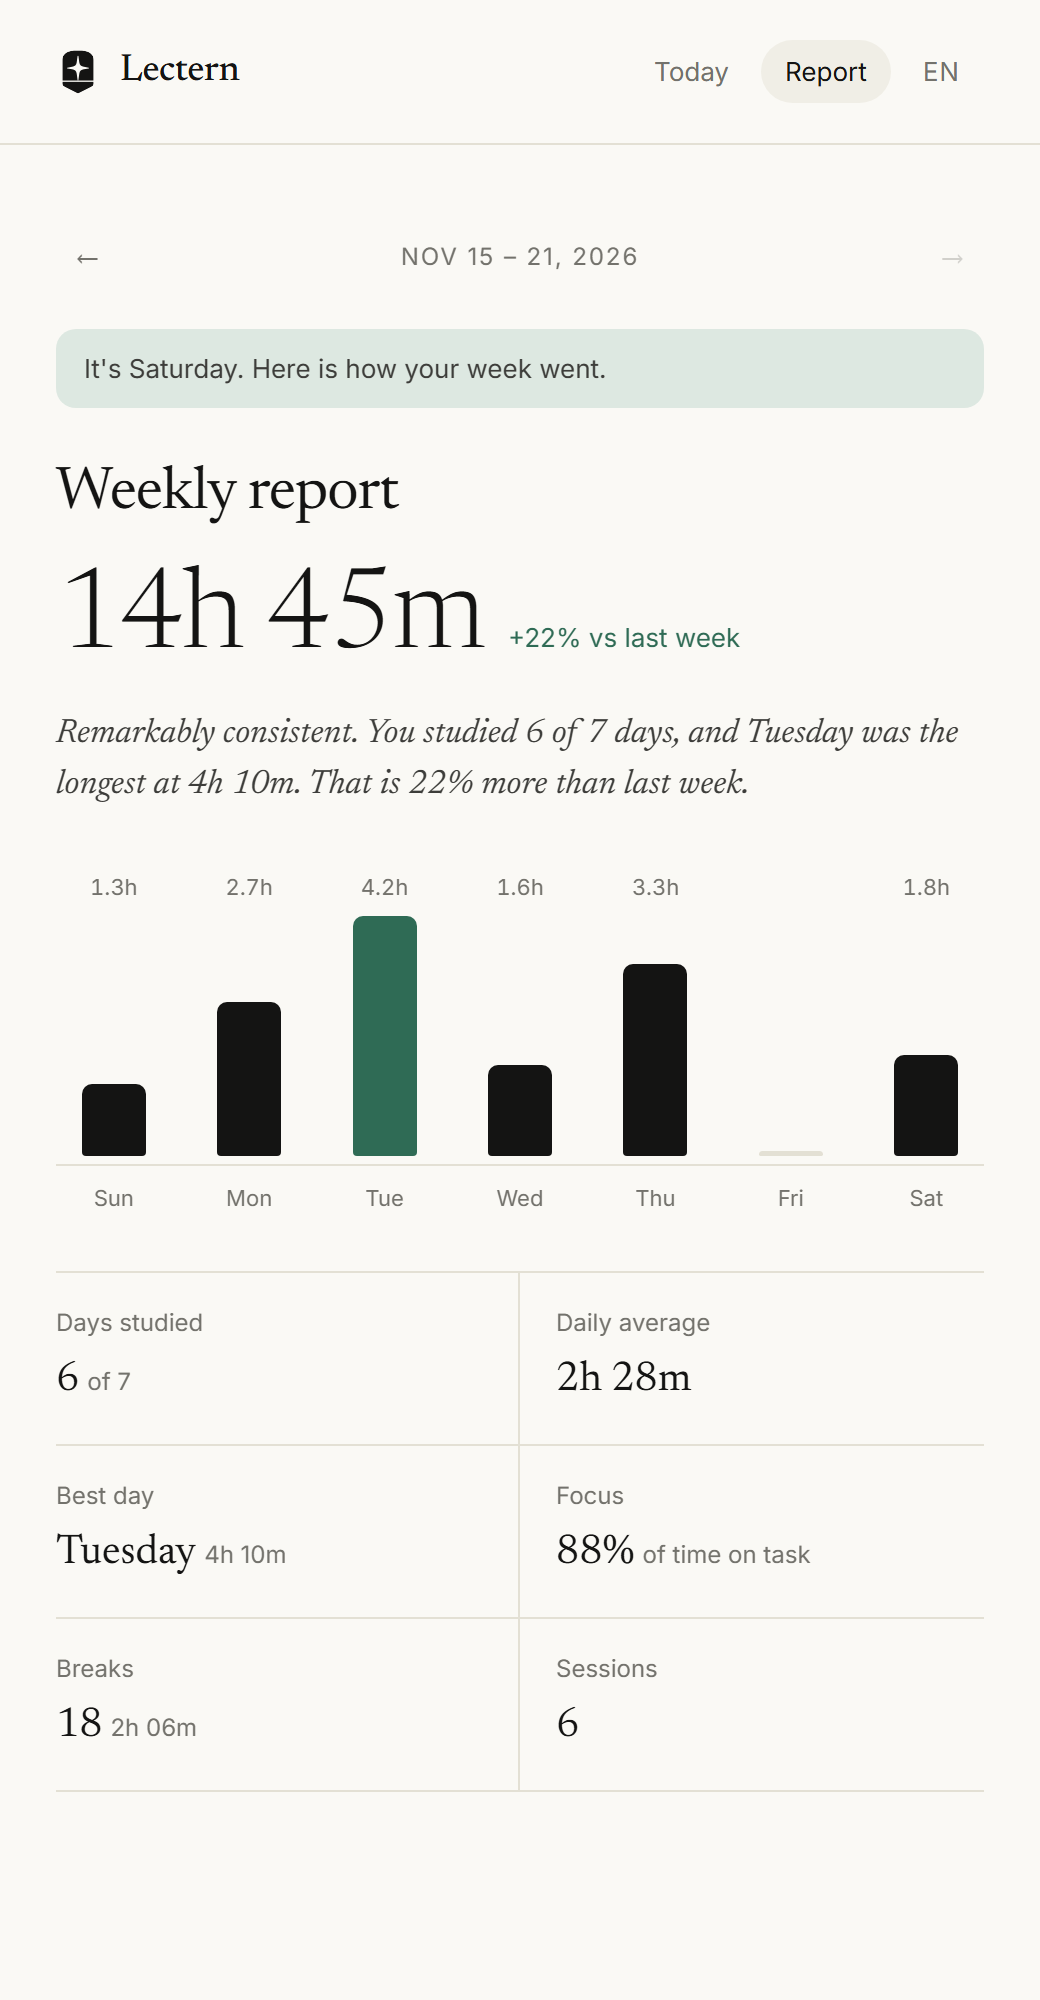 Lectern
Today Report EN
← NOV 15 – 21, 2026 →
It's Saturday. Here is how your week went.
Weekly report
14h 45m +22% vs last week
Remarkably consistent. You studied 6 of 7 days, and Tuesday was the
longest at 4h 10m. That is 22% more than last week.
1.3h 2.7h 4.2h 1.6h 3.3h 1.8h
Sun Mon Tue Wed Thu Fri Sat
Days studied
6 of 7
Daily average
2h 28m
Best day
Tuesday 4h 10m
Focus
88% of time on task
Breaks
18 2h 06m
Sessions
6